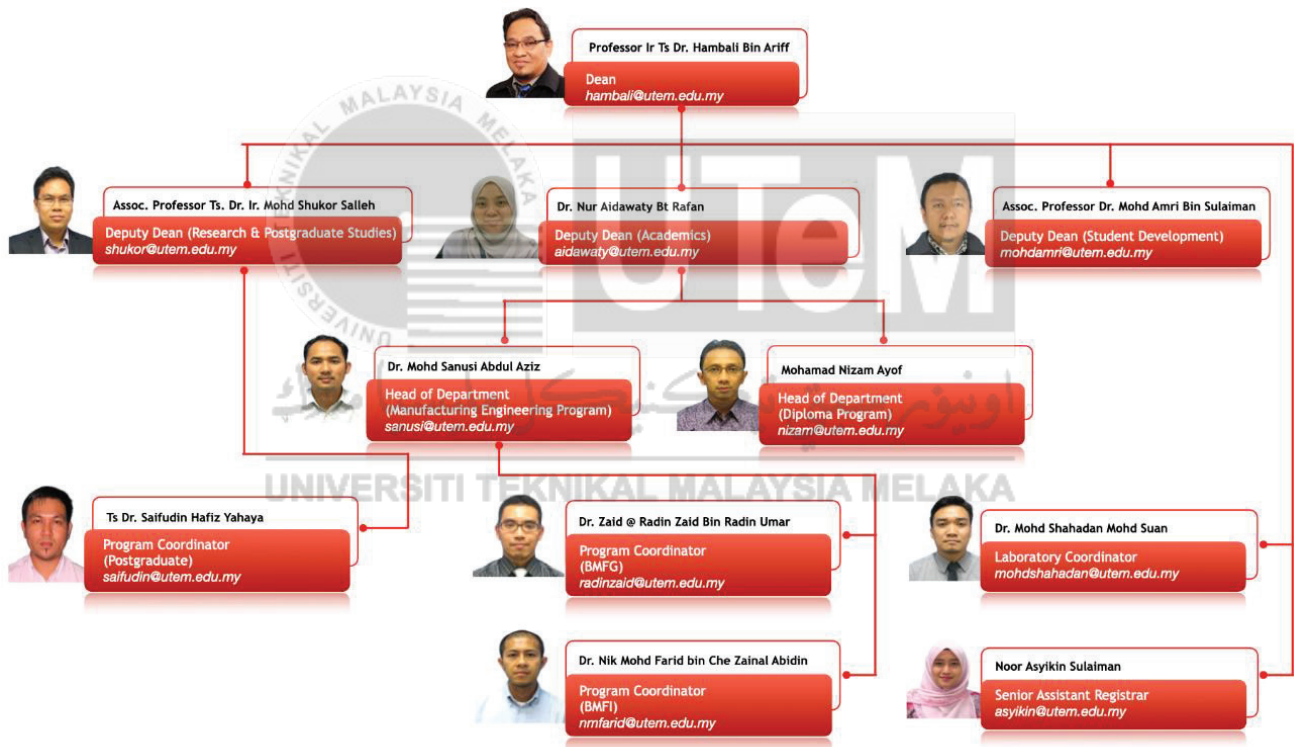 Professor Ir Ts Dr. Hambali Bin Ariff
Dean
hambali@utem.edu.my
UNIVERSITI TEKNIKAL MALAYSIA MELAKA
UTeM
Assoc. Professor Ts. Dr. Ir. Mohd Shukor Salleh
Deputy Dean (Research & Postgraduate Studies)
shukor@utem.edu.my
Dr. Nur Aidawaty Bt Rafan
Deputy Dean (Academics)
aidawaty@utem.edu.my
Assoc. Professor Dr. Mohd Amri Bin Sulaiman
Deputy Dean (Student Development)
mohdamri@utem.edu.my
Dr. Mohd Sanusi Abdul Aziz
Head of Department
(Manufacturing Engineering Program)
sanusi@utem.edu.my
Mohamad Nizam Ayof
Head of Department
(Diploma Program)
nizam@utem.edu.my
UNIVERSITI TEKNIKAL MALAYSIA MELAKA
Ts Dr. Saifudin Hafiz Yahaya
Program Coordinator
(Postgraduate)
saifudin@utem.edu.my
Dr. Zaid @ Radin Zaid Bin Radin Umar
Program Coordinator
(BMFG)
radinzaid@utem.edu.my
Dr. Mohd Shahadan Mohd Suan
Laboratory Coordinator
mohdshahadan@utem.edu.my
Dr. Nik Mohd Farid bin Che Zainal Abidin
Program Coordinator
(BMFI)
nmfarid@utem.edu.my
Noor Asyikin Sulaiman
Senior Assistant Registrar
asyikin@utem.edu.my